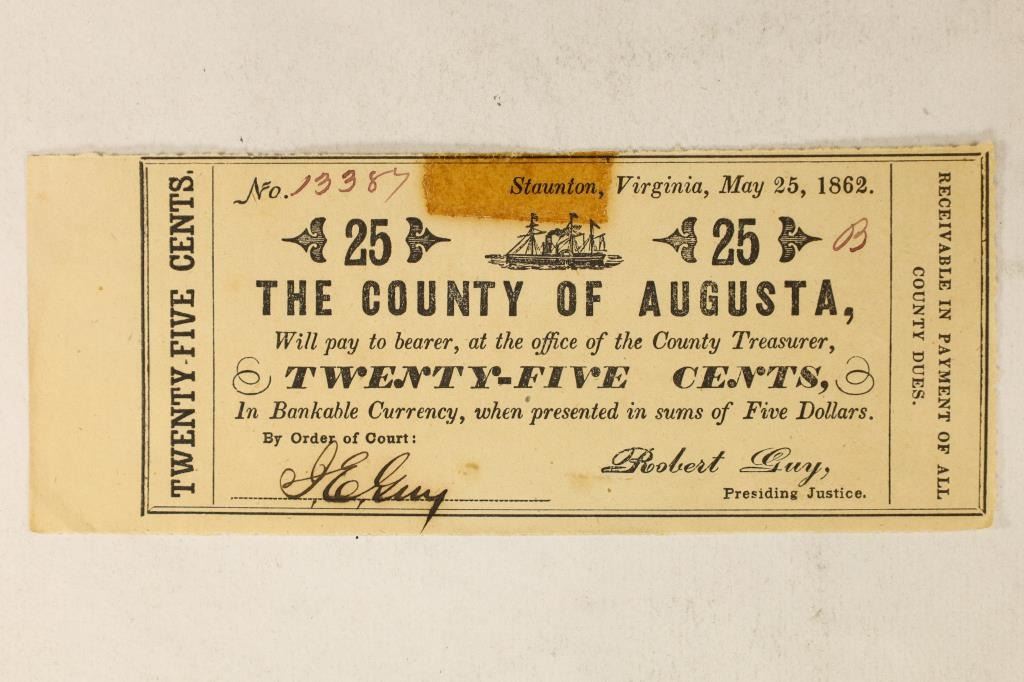 TWENTY-FIVE CENTS.
No. 13387 Staunton, Virginia, May 25, 1862.
25 25 B
THE COUNTY OF AUGUSTA,
Will pay to bearer, at the office of the County Treasurer,
TWENTY-FIVE CENTS,
In Bankable Currency, when presented in sums of Five Dollars.
By Order of Court:
J. E. Guy
Robert Guy,
Presiding Justice.
RECEIVABLE IN PAYMENT OF ALL
COUNTY DUES.